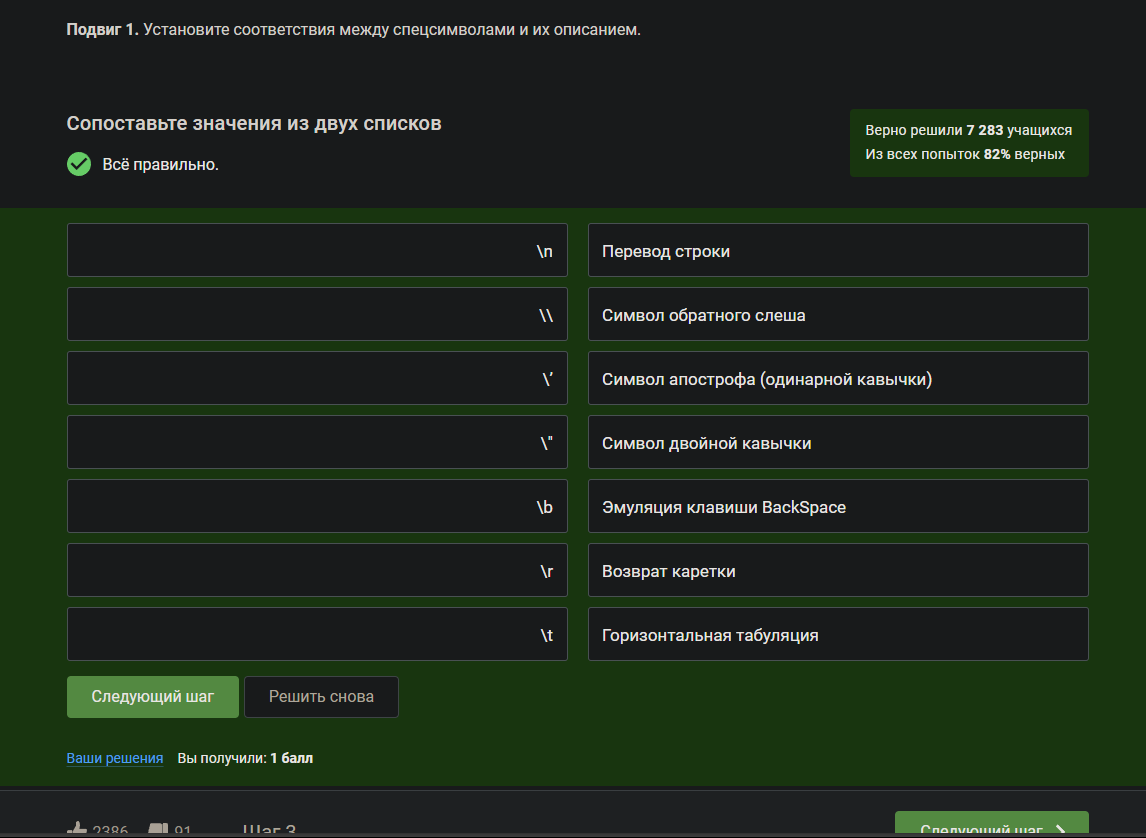 Подвиг 1. Установите соответствия между спецсимволами и их описанием.
Сопоставьте значения из двух списков
Всё правильно.
Верно решили 7 283 учащихся
Из всех попыток 82% верных
\n Перевод строки
\\ Символ обратного слеша
\’ Символ апострофа (одинарной кавычки)
\" Символ двойной кавычки
\b Эмуляция клавиши BackSpace
\r Возврат каретки
\t Горизонтальная табуляция
Следующий шаг Решить снова
Ваши решения Вы получили: 1 балл
2386 91 Шаг 3 Следующий шаг